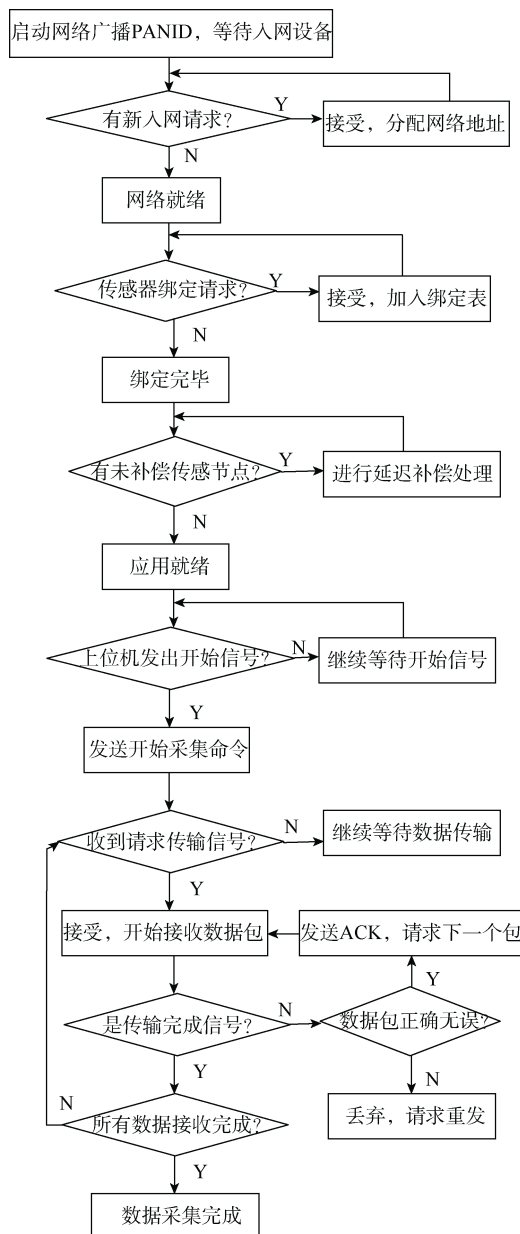 启动网络广播PANID，等待入网设备
有新入网请求？
Y
接受，分配网络地址
N
网络就绪
传感器绑定请求？
Y
接受，加入绑定表
N
绑定完毕
有未补偿传感节点？
Y
进行延迟补偿处理
N
应用就绪
上位机发出开始信号？
N
继续等待开始信号
Y
发送开始采集命令
收到请求传输信号？
N
继续等待数据传输
Y
接受，开始接收数据包
发送ACK，请求下一个包
Y
是传输完成信号？
N
数据包正确无误？
Y
N
N
所有数据接收完成？
丢弃，请求重发
Y
数据采集完成